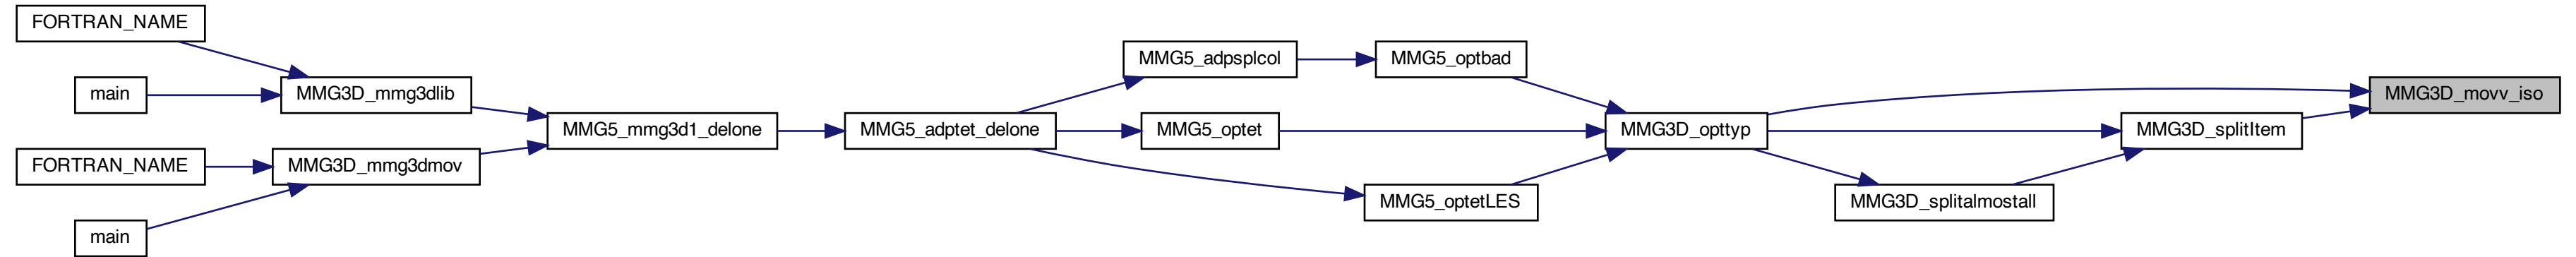 FORTRAN_NAME
main
MMG3D_mmg3dlib
FORTRAN_NAME
main
MMG3D_mmg3dmov
MMG5_mmg3d1_delone
MMG5_adptet_delone
MMG5_adpsplcol
MMG5_optet
MMG5_optetLES
MMG5_optbad
MMG3D_opttyp
MMG3D_splitalmostall
MMG3D_splitItem
MMG3D_movv_iso